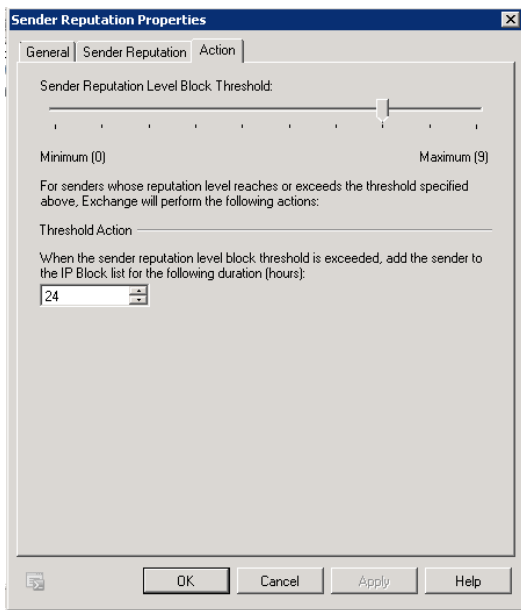 Sender Reputation Properties
General Sender Reputation Action
Sender Reputation Level Block Threshold:
Minimum (0) Maximum (9)
For senders whose reputation level reaches or exceeds the threshold specified
above, Exchange will perform the following actions:
Threshold Action
When the sender reputation level block threshold is exceeded, add the sender to
the IP Block list for the following duration (hours):
24
OK Cancel Apply Help